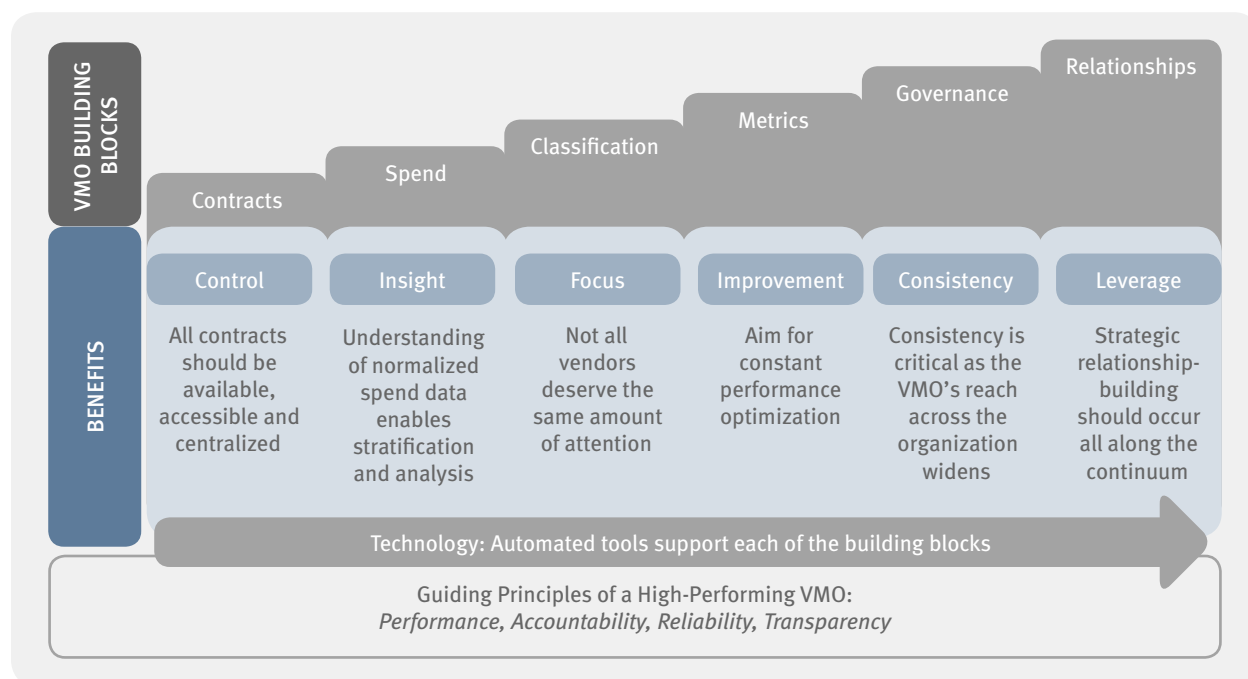 VMO BUILDING
BLOCKS
Contracts
Spend
Classification
Metrics
Governance
Relationships
BENEFITS
Control
All contracts
should be
available,
accessible and
centralized
Insight
Understanding
of normalized
spend data
enables
stratification
and analysis
Focus
Not all
vendors
deserve the
same amount
of attention
Improvement
Aim for
constant
performance
optimization
Consistency
Consistency is
critical as the
VMO’s reach
across the
organization
widens
Leverage
Strategic
relationship-
building
should occur
all along the
continuum
Technology: Automated tools support each of the building blocks
Guiding Principles of a High-Performing VMO:
Performance, Accountability, Reliability, Transparency